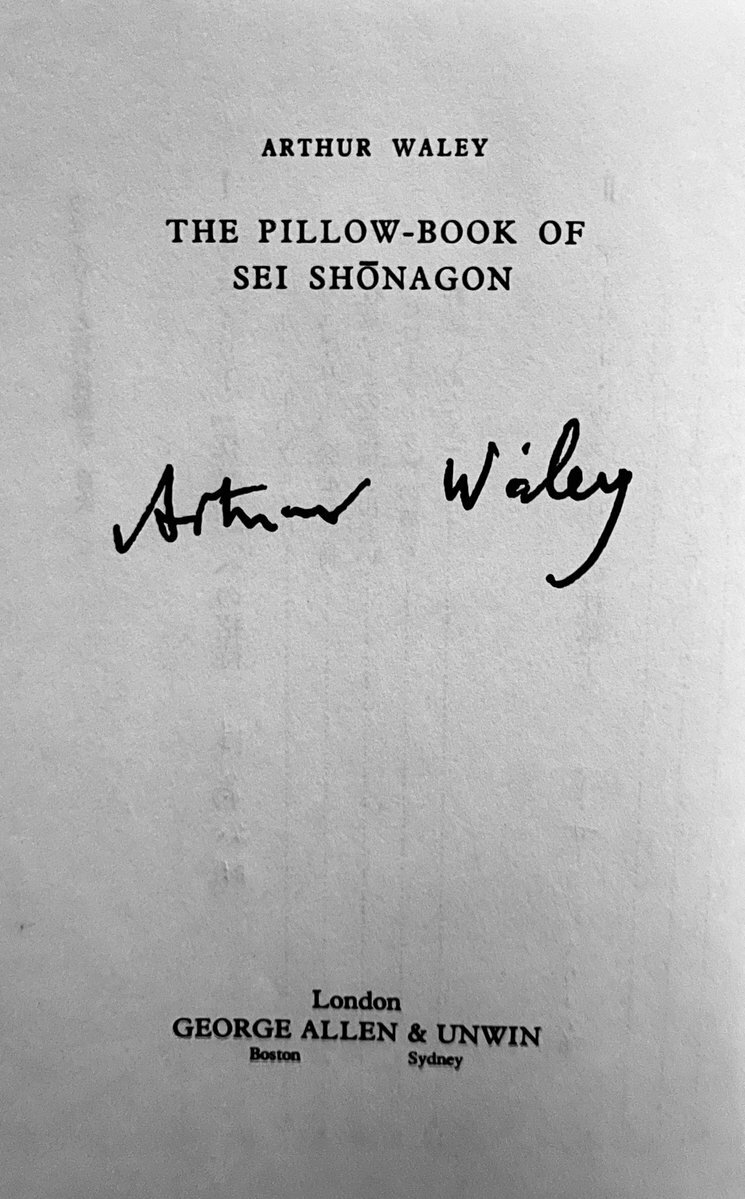 ARTHUR WALEY
THE PILLOW-BOOK OF
SEI SHŌNAGON
Arthur Waley
London
GEORGE ALLEN & UNWIN
Boston Sydney